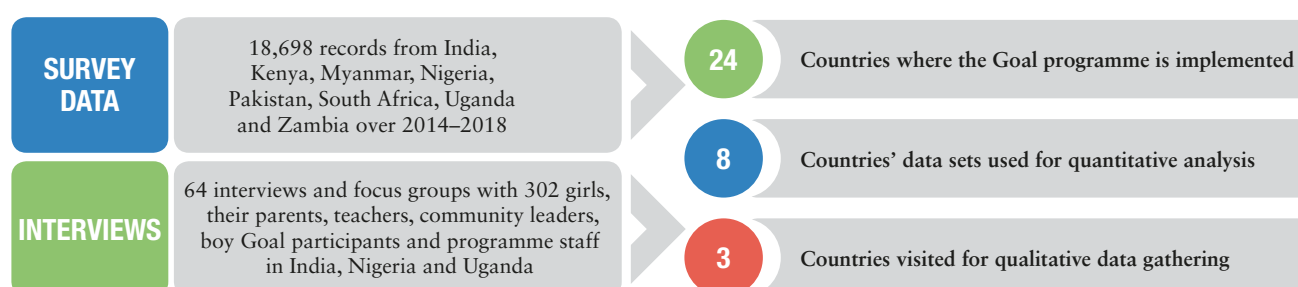 SURVEY
DATA
18,698 records from India,
Kenya, Myanmar, Nigeria,
Pakistan, South Africa, Uganda
and Zambia over 2014–2018
INTERVIEWS
64 interviews and focus groups with 302 girls,
their parents, teachers, community leaders,
boy Goal participants and programme staff
in India, Nigeria and Uganda
24
Countries where the Goal programme is implemented
8
Countries’ data sets used for quantitative analysis
3
Countries visited for qualitative data gathering